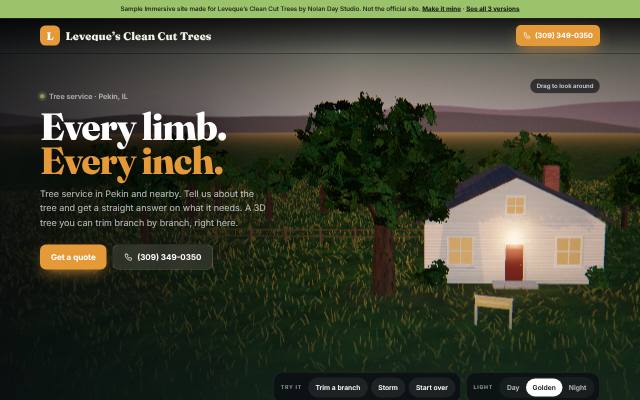 Sample Immersive site made for Leveque's Clean Cut Trees by Nolan Day Studio. Not the official site. Make it mine · See all 3 versions
L Leveque's Clean Cut Trees
(309) 349-0350
Drag to look around
Tree service · Pekin, IL
Every limb.
Every inch.
Tree service in Pekin and nearby. Tell us about the
tree and get a straight answer on what it needs. A 3D
tree you can trim branch by branch, right here.
Get a quote
(309) 349-0350
TRY IT Trim a branch Storm Start over
LIGHT Day Golden Night